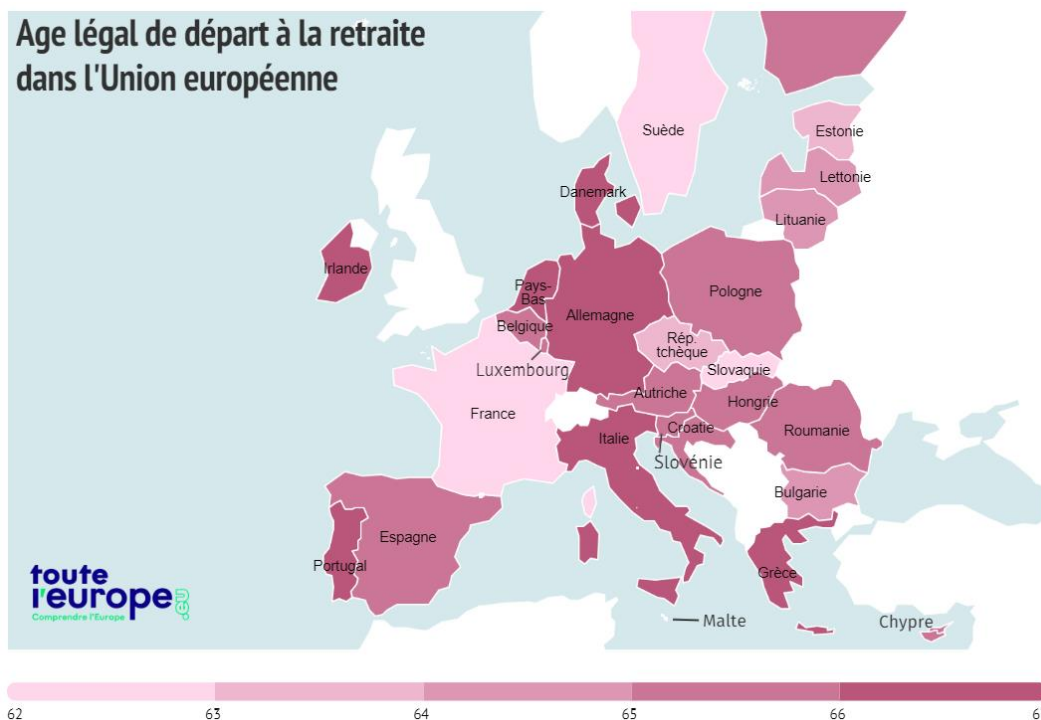 Age légal de départ à la retraite
dans l'Union européenne
Suède
Estonie
Lettonie
Danemark
Lituanie
Irlande
Pays-
Bas
Pologne
Allemagne
Belgique
Rép.
tchèque
Luxembourg
Slovaquie
Autriche
Hongrie
France
Croatie
Roumanie
Italie
Slovénie
Bulgarie
Espagne
Portugal
Grèce
toute
l'europe.eu
Comprendre l'Europe
Malte
Chypre
62 63 64 65 66